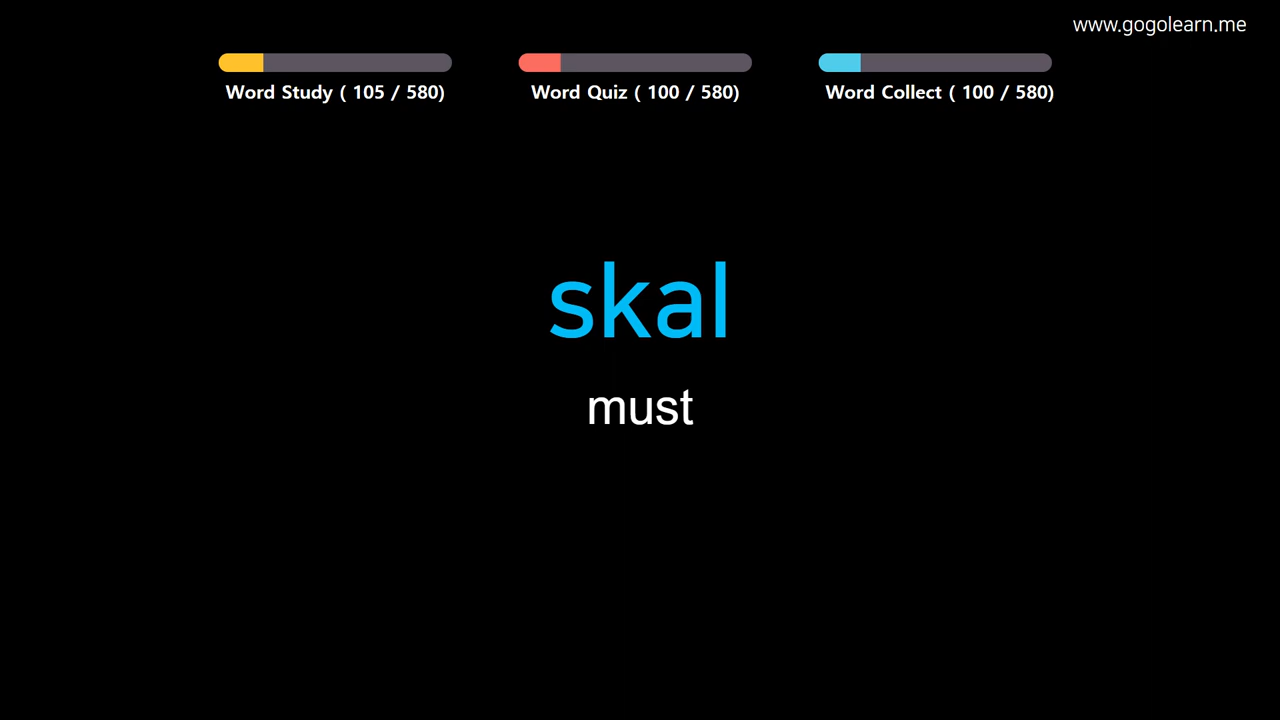 www.gogolearn.me
Word Study ( 105 / 580)
Word Quiz ( 100 / 580)
Word Collect ( 100 / 580)
skal
must